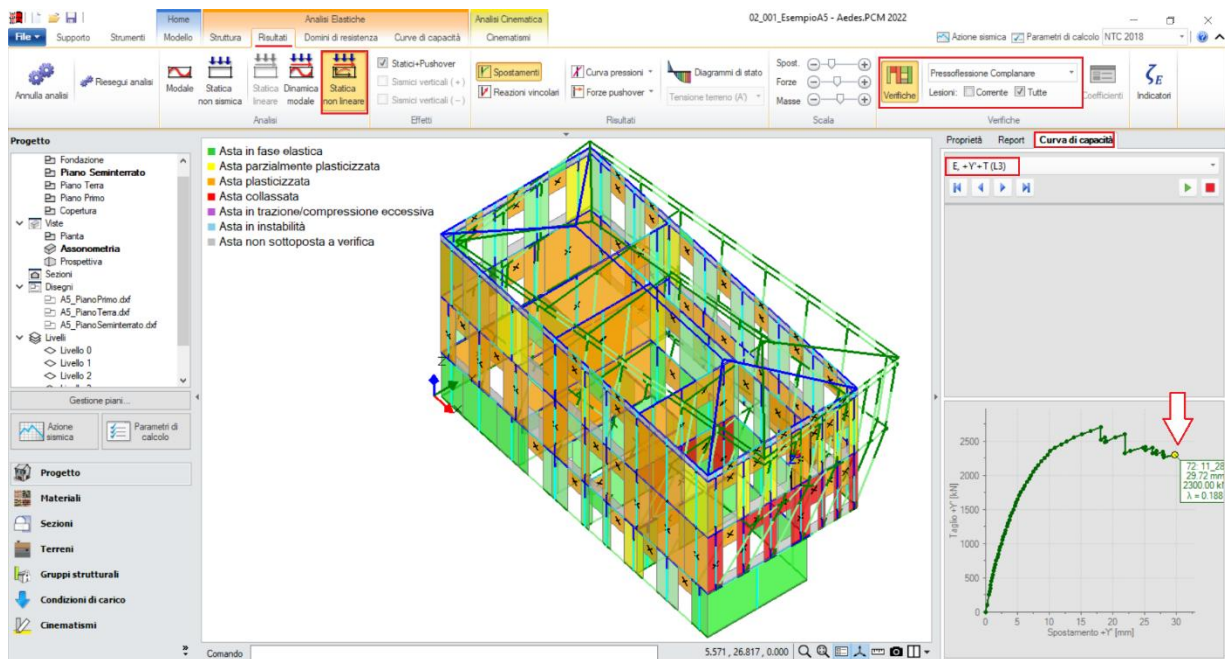 Home
Analisi Elastiche
Analisi Cinematica
02_001_EsempioA5 - Aedes.PCM 2022
File
Supporto
Strumenti
Modello
Struttura
Risultati
Domini di resistenza
Curve di capacità
Cinematismi
Azione sismica
Parametri di calcolo
NTC 2018
Annulla analisi
Riesegui analisi
Modale
Statica non sismica
Statica lineare
Dinamica modale
Statica non lineare
Analisi
Statici+Pushover
Sismici verticali (+)
Sismici verticali (–)
Effetti
Spostamenti
Reazioni vincolari
Curva pressioni
Forze pushover
Diagrammi di stato
Tensione terreno (A')
Risultati
Spost.
Forze
Masse
Scala
Verifiche
Pressoflessione Complanare
Lesioni:
Corrente
Tutte
Coefficienti
Verifiche
ζE
Indicatori
Progetto
Fondazione
Piano Seminterrato
Piano Terra
Piano Primo
Copertura
Viste
Pianta
Assonometria
Prospettiva
Sezioni
Disegni
A5_PianoPrimo.dxf
A5_PianoTerra.dxf
A5_PianoSeminterrato.dxf
Livelli
Livello 0
Livello 1
Livello 2
Gestione piani...
Azione sismica
Parametri di calcolo
Progetto
Materiali
Sezioni
Terreni
Gruppi strutturali
Condizioni di carico
Cinematismi
Asta in fase elastica
Asta parzialmente plasticizzata
Asta plasticizzata
Asta collassata
Asta in trazione/compressione eccessiva
Asta in instabilità
Asta non sottoposta a verifica
Z
Comando
5.571 , 26.817 , 0.000
Proprietà
Report
Curva di capacità
E, +Y'+T (L3)
2500
2000
1500
1000
500
0
Taglio +Y' [kN]
0
5
10
15
20
25
30
Spostamento +Y' [mm]
72: 11_28
29.72 mm
2300.00 kN
λ = 0.188